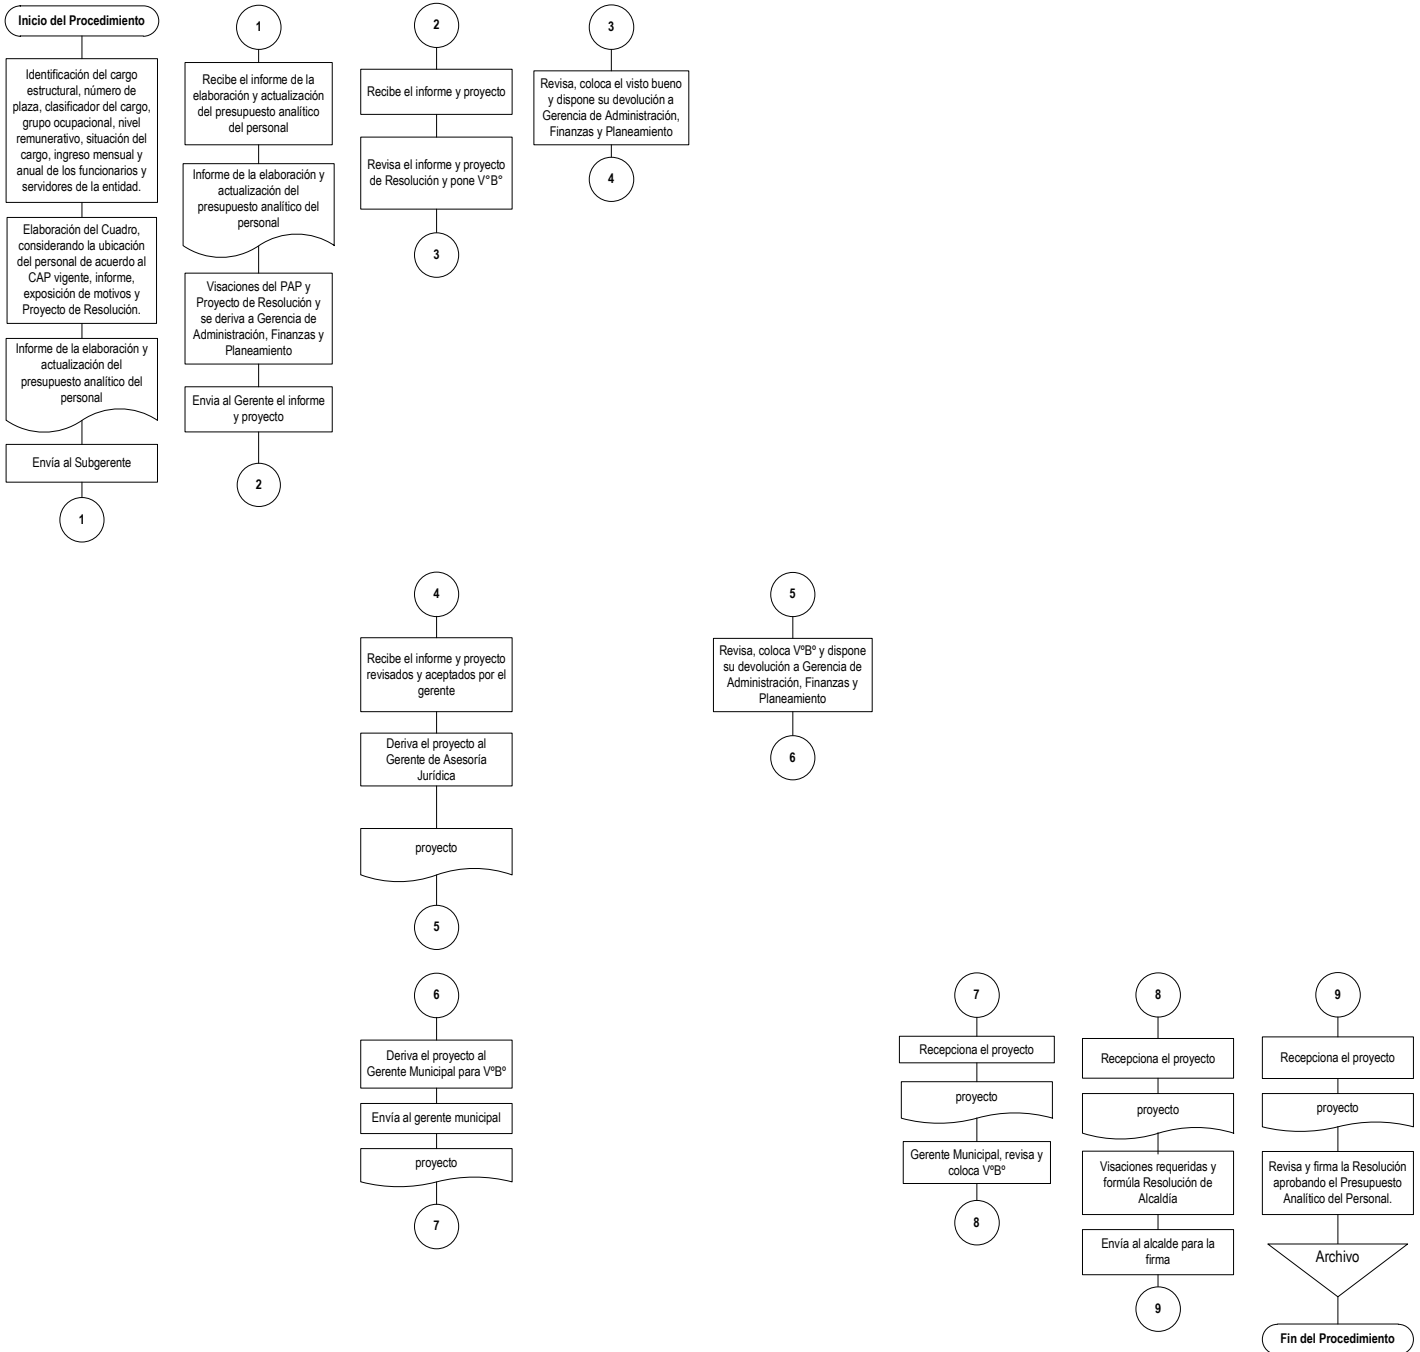 Inicio del Procedimiento
Identificación del cargo
estructural, número de
plaza, clasificador del cargo,
grupo ocupacional, nivel
remunerativo, situación del
cargo, ingreso mensual y
anual de los funcionarios y
servidores de la entidad.
Elaboración del Cuadro,
considerando la ubicación
del personal de acuerdo al
CAP vigente, informe,
exposición de motivos y
Proyecto de Resolución.
Informe de la elaboración y
actualización del
presupuesto analítico del
personal
Envía al Subgerente
1
1
Recibe el informe de la
elaboración y actualización
del presupuesto analítico
del personal
Informe de la elaboración y
actualización del
presupuesto analítico del
personal
Visaciones del PAP y
Proyecto de Resolución y
se deriva a Gerencia de
Administración, Finanzas y
Planeamiento
Envia al Gerente el informe
y proyecto
2
2
Recibe el informe y proyecto
Revisa el informe y proyecto
de Resolución y pone V°B°
3
3
Revisa, coloca el visto bueno
y dispone su devolución a
Gerencia de Administración,
Finanzas y Planeamiento
4
4
Recibe el informe y proyecto
revisados y aceptados por el
gerente
Deriva el proyecto al
Gerente de Asesoría
Jurídica
proyecto
5
5
Revisa, coloca VºBº y dispone
su devolución a Gerencia de
Administración, Finanzas y
Planeamiento
6
6
Deriva el proyecto al
Gerente Municipal para VºBº
Envía al gerente municipal
proyecto
7
7
Recepciona el proyecto
proyecto
Gerente Municipal, revisa y
coloca VºBº
8
8
Recepciona el proyecto
proyecto
Visaciones requeridas y
formúla Resolución de
Alcaldía
Envía al alcalde para la
firma
9
9
Recepciona el proyecto
proyecto
Revisa y firma la Resolución
aprobando el Presupuesto
Analítico del Personal.
Archivo
Fin del Procedimiento